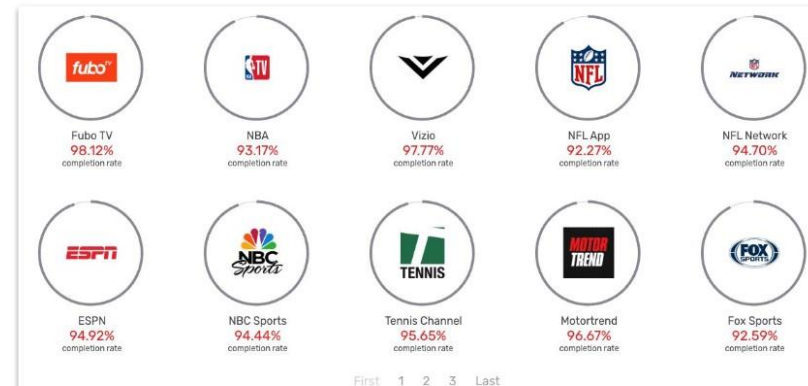 fubo TV
TV
NFL
NFL
NETWORK
Fubo TV
NBA
Vizio
NFL App
NFL Network
98.12%
93.17%
97.77%
92.27%
94.70%
completion rate
completion rate
completion rate
completion rate
completion rate
ESPN
NBC
Sports
TENNIS
MOTOR
TREND
FOX
SPORTS
ESPN
NBC Sports
Tennis Channel
Motortrend
Fox Sports
94.92%
94.44%
95.65%
96.67%
92.59%
completion rate
completion rate
completion rate
completion rate
completion rate
First 1 2 3 Last